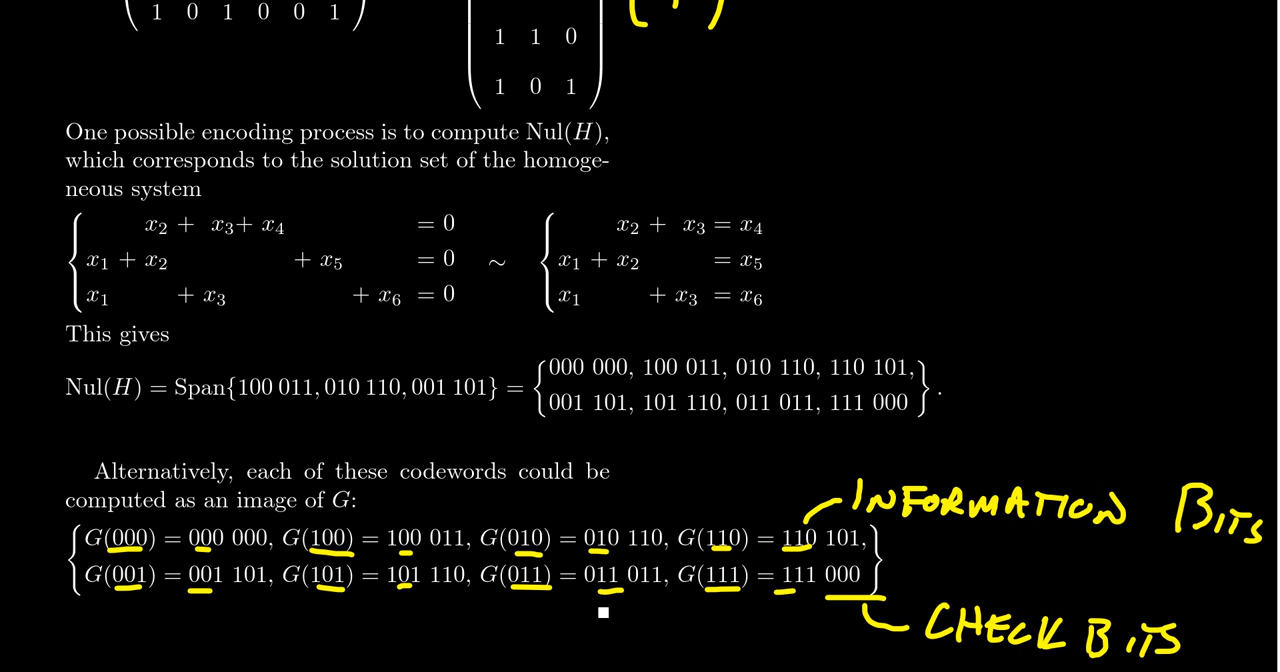 1 0 1 0 0 1
1 1 0
1 0 1
One possible encoding process is to compute Nul(H),
which corresponds to the solution set of the homoge-
neous system
x₂ + x₃+ x₄ = 0 x₂ + x₃ = x₄
x₁ + x₂ + x₅ = 0 ∼ x₁ + x₂ = x₅
x₁ + x₃ + x₆ = 0 x₁ + x₃ = x₆
This gives
Nul(H) = Span{100 011, 010 110, 001 101} = {000 000, 100 011, 010 110, 110 101,
001 101, 101 110, 011 011, 111 000}.
Alternatively, each of these codewords could be
computed as an image of G:
{G(000) = 000 000, G(100) = 100 011, G(010) = 010 110, G(110) = 110 101,
G(001) = 001 101, G(101) = 101 110, G(011) = 011 011, G(111) = 111 000}
INFORMATION BITS
CHECK BITS